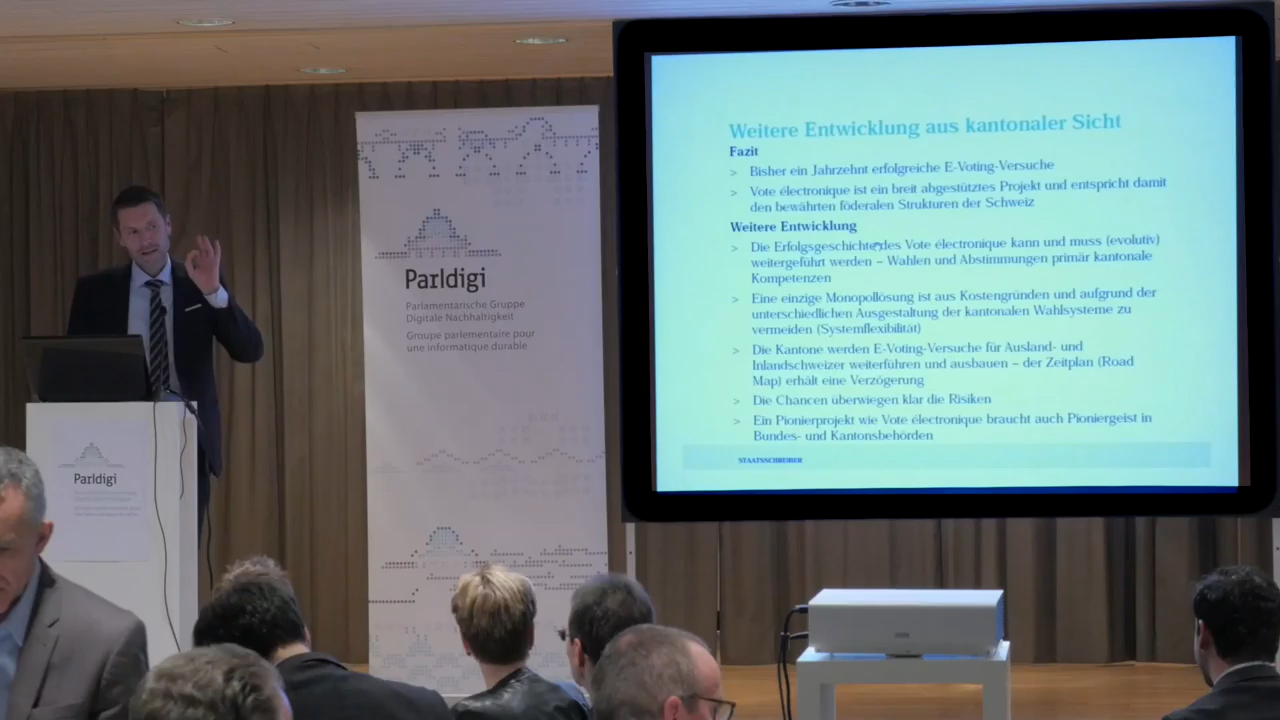 Parldigi
Parlamentarische Gruppe
Digitale Nachhaltigkeit
Groupe parlementaire pour
une informatique durable
Parldigi
Weitere Entwicklung aus kantonaler Sicht
Fazit
> Bisher ein Jahrzehnt erfolgreiche E-Voting-Versuche
> Vote électronique ist ein breit abgestütztes Projekt und entspricht damit
den bewährten föderalen Strukturen der Schweiz
Weitere Entwicklung
> Die Erfolgsgeschichte des Vote électronique kann und muss (evolutiv)
weitergeführt werden – Wahlen und Abstimmungen primär kantonale
Kompetenzen
> Eine einzige Monopollösung ist aus Kostengründen und aufgrund der
unterschiedlichen Ausgestaltung der kantonalen Wahlsysteme zu
vermeiden (Systemflexibilität)
> Die Kantone werden E-Voting-Versuche für Ausland- und
Inlandschweizer weiterführen und ausbauen – der Zeitplan (Road
Map) erhält eine Verzögerung
> Die Chancen überwiegen klar die Risiken
> Ein Pionierprojekt wie Vote électronique braucht auch Pioniergeist in
Bundes- und Kantonsbehörden
STAATSSCHREIBER